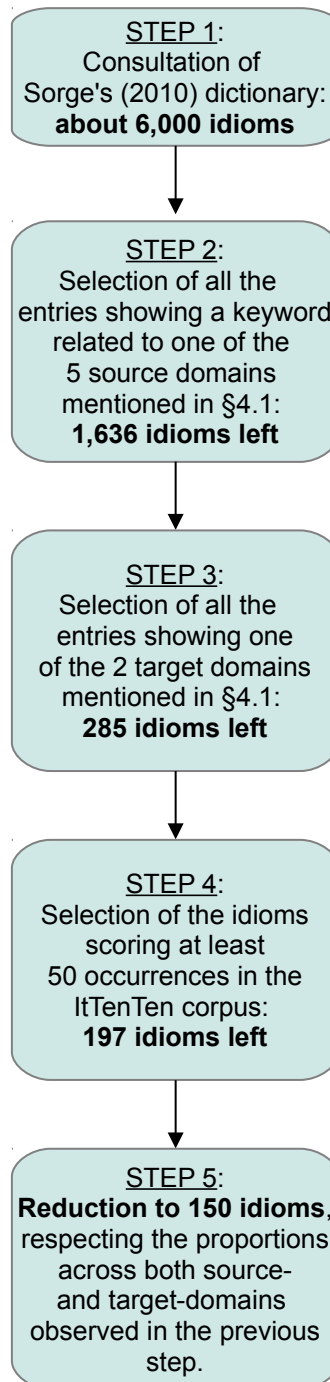 STEP 1:
Consultation of
Sorge's (2010) dictionary:
about 6,000 idioms
STEP 2:
Selection of all the
entries showing a keyword
related to one of the
5 source domains
mentioned in §4.1:
1,636 idioms left
STEP 3:
Selection of all the
entries showing one
of the 2 target domains
mentioned in §4.1:
285 idioms left
STEP 4:
Selection of the idioms
scoring at least
50 occurrences in the
ItTenTen corpus:
197 idioms left
STEP 5:
Reduction to 150 idioms,
respecting the proportions
across both source-
and target-domains
observed in the previous
step.